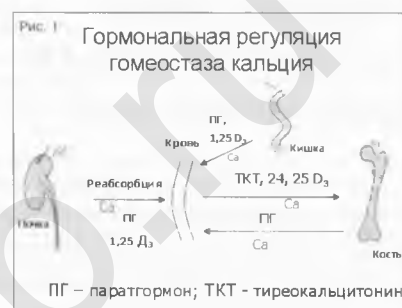 Рис. 1
Гормональная регуляция
гомеостаза кальция
ПГ,
1,25 D₃
Кровь
Кишка
Ca
Реабсорбция
ТКТ, 24, 25 D₃
Ca
Ca
Почка
ПГ
ПГ
1,25 Д₃
Ca
Кость
ПГ – паратгормон; ТКТ - тиреокальцитонин